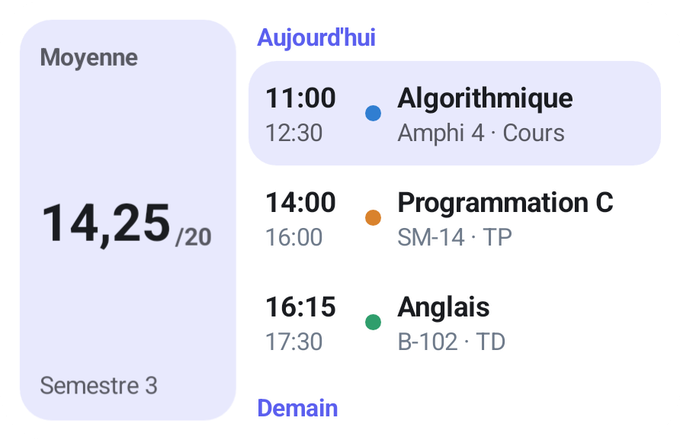 Moyenne
14,25 /20
Semestre 3
Aujourd'hui
11:00
12:30
Algorithmique
Amphi 4 · Cours
14:00
16:00
Programmation C
SM-14 · TP
16:15
17:30
Anglais
B-102 · TD
Demain